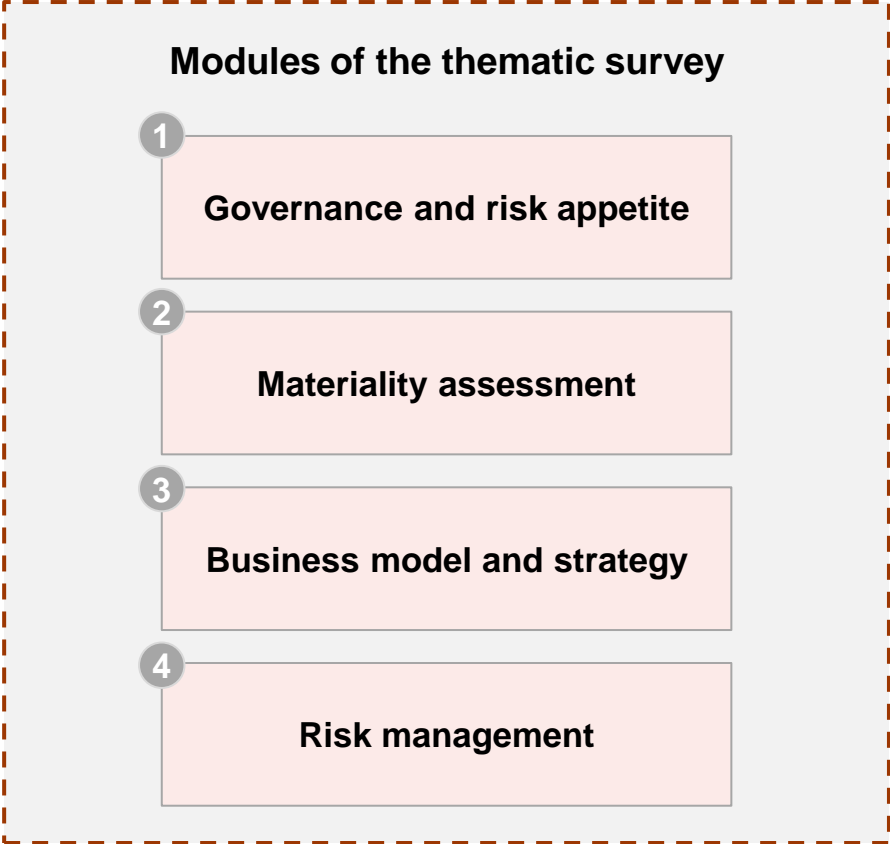 Modules of the thematic survey
1
Governance and risk appetite
2
Materiality assessment
3
Business model and strategy
4
Risk management